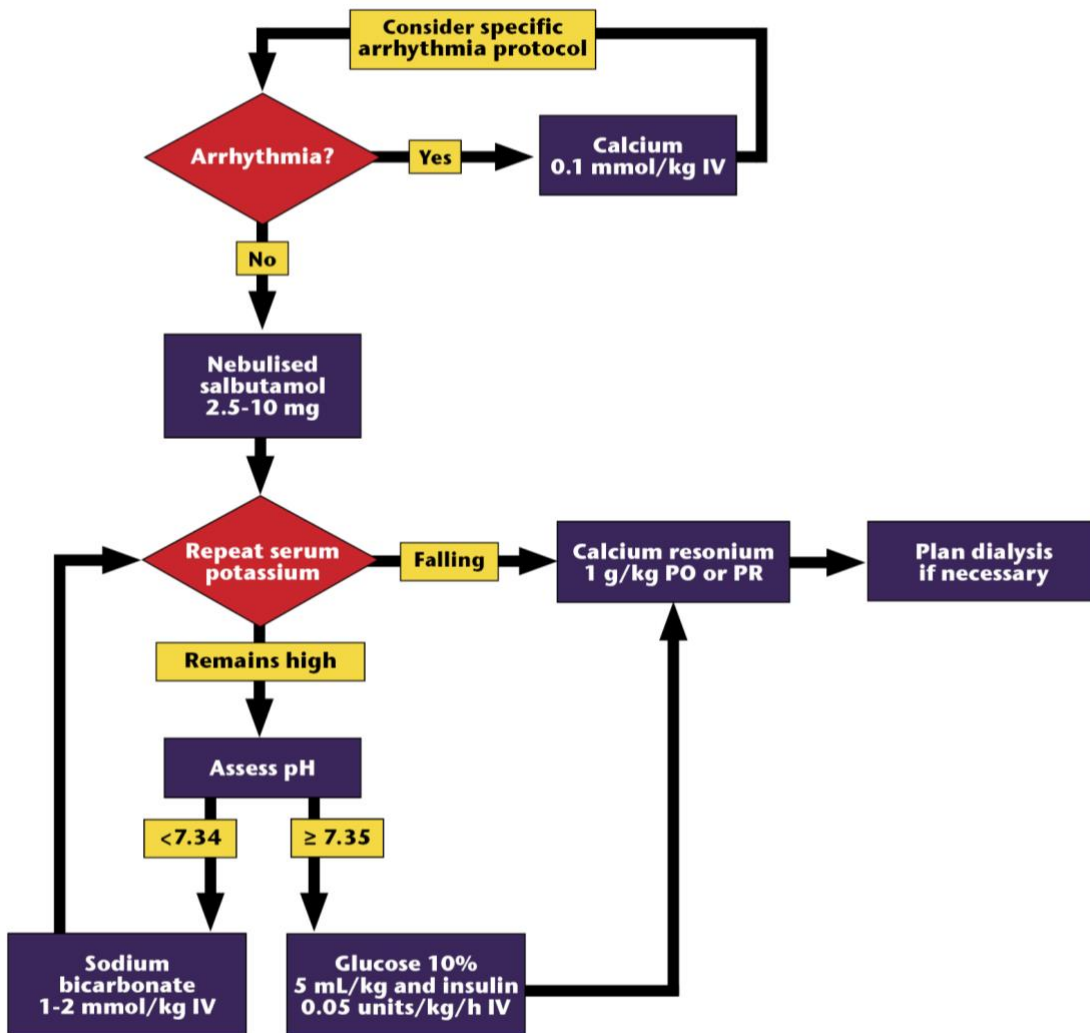 Consider specific
arrhythmia protocol
Arrhythmia?
Yes
Calcium
0.1 mmol/kg IV
No
Nebulised
salbutamol
2.5-10 mg
Repeat serum
potassium
Falling
Calcium resonium
1 g/kg PO or PR
Plan dialysis
if necessary
Remains high
Assess pH
<7.34
≥ 7.35
Sodium
bicarbonate
1-2 mmol/kg IV
Glucose 10%
5 mL/kg and insulin
0.05 units/kg/h IV